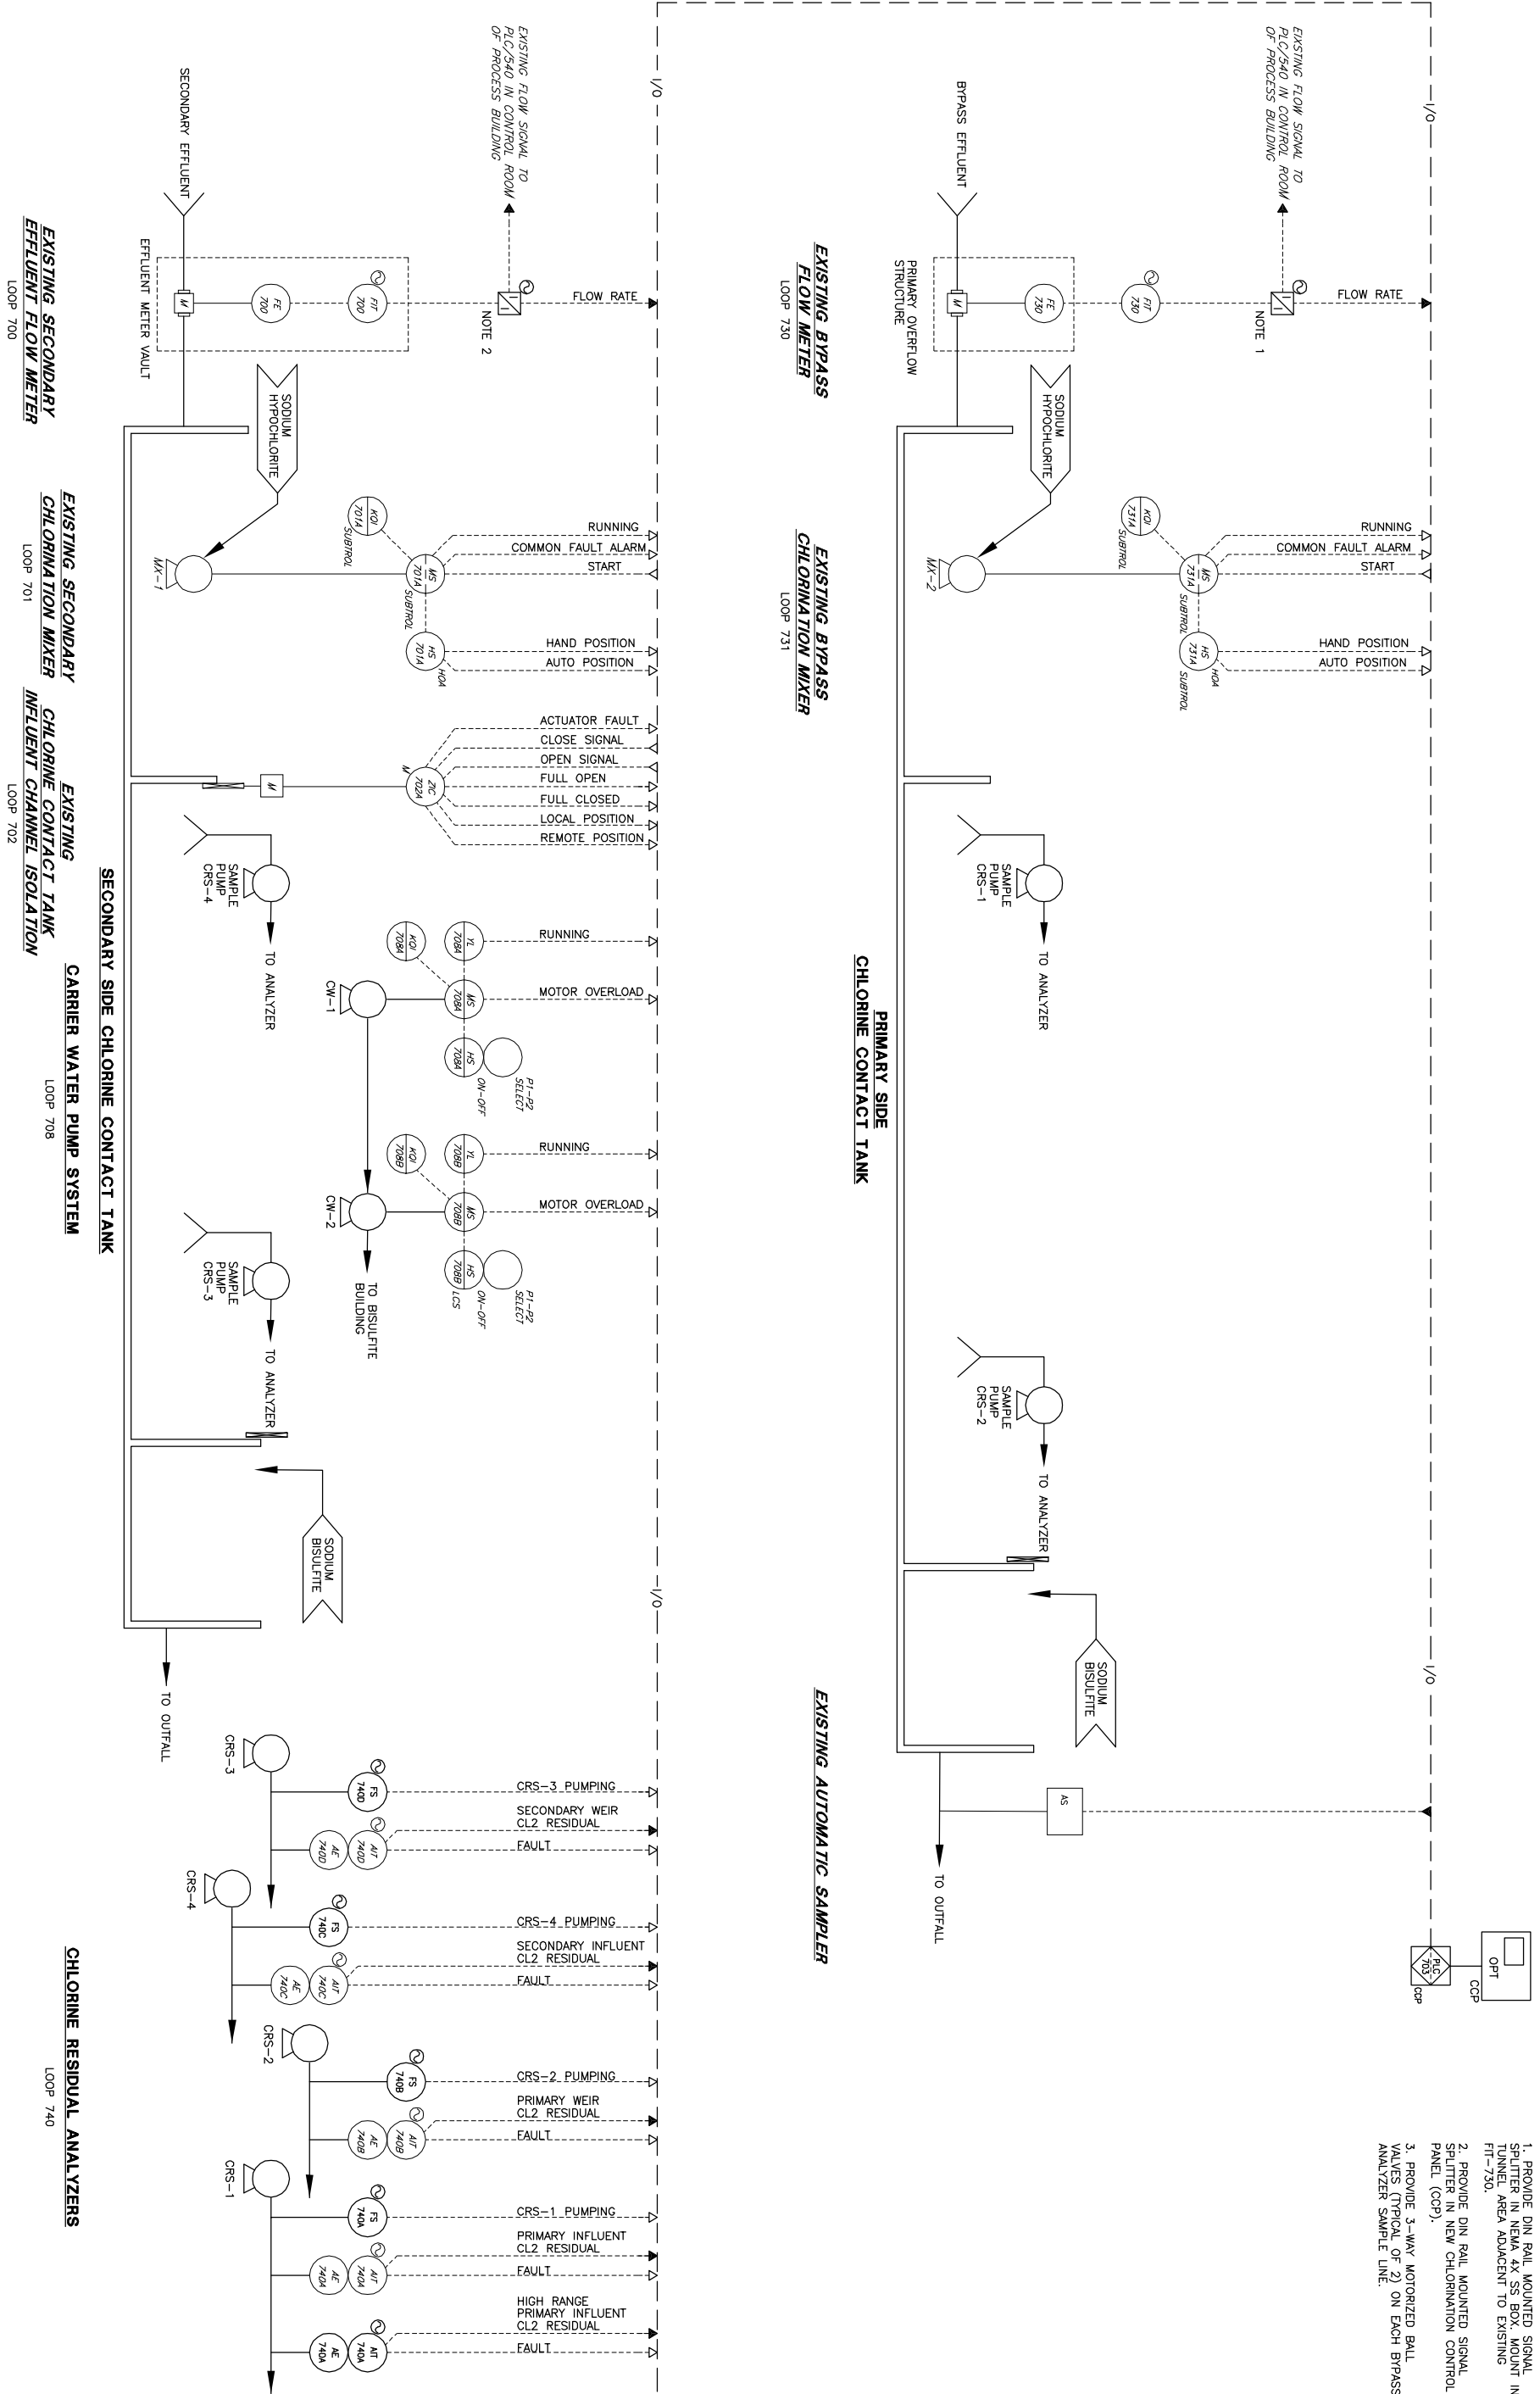 1. PROVIDE DIN RAIL MOUNTED SIGNAL
SPLITTER IN NEMA 4X SS BOX. MOUNT IN
TUNNEL AREA ADJACENT TO EXISTING
FIT-730.
2. PROVIDE DIN RAIL MOUNTED SIGNAL
SPLITTER IN NEW CHLORINATION CONTROL
PANEL (CCP).
3. PROVIDE 3-WAY MOTORIZED BALL
VALVES (TYPICAL OF 2) ON EACH BYPASS
ANALYZER SAMPLE LINE.
OPT
CCP
PLC
703
CCP
I/O
I/O
EIXSTING FLOW SIGNAL TO
PLC/540 IN CONTROL ROOM
OF PROCESS BUILDING
FLOW RATE
I
I
NOTE 1
FIT
730
FE
730
BYPASS EFFLUENT
M
PRIMARY OVERFLOW
STRUCTURE
SODIUM
HYPOCHLORITE
RUNNING
COMMON FAULT ALARM
START
HAND POSITION
AUTO POSITION
KQI
731A
SUBTROL
MS
731A
SUBTROL
HS
731A
HOA
SUBTROL
MX-2
SAMPLE
PUMP
CRS-1
TO ANALYZER
SAMPLE
PUMP
CRS-2
TO ANALYZER
SODIUM
BISULFITE
AS
TO OUTFALL
PRIMARY SIDE
CHLORINE CONTACT TANK
EXISTING BYPASS
FLOW METER
LOOP 730
EXISTING BYPASS
CHLORINATION MIXER
LOOP 731
EXISTING AUTOMATIC SAMPLER
I/O
I/O
EXISTING FLOW SIGNAL TO
PLC/540 IN CONTROL ROOM
OF PROCESS BUILDING
FLOW RATE
I
I
NOTE 2
FIT
700
FE
700
SECONDARY EFFLUENT
M
EFFLUENT METER VAULT
SODIUM
HYPOCHLORITE
RUNNING
COMMON FAULT ALARM
START
HAND POSITION
AUTO POSITION
KQI
701A
SUBTROL
MS
701A
SUBTROL
HS
701A
HOA
MX-1
ACTUATOR FAULT
CLOSE SIGNAL
OPEN SIGNAL
FULL OPEN
FULL CLOSED
LOCAL POSITION
REMOTE POSITION
ZIC
702A
M
M
SAMPLE
PUMP
CRS-4
TO ANALYZER
RUNNING
MOTOR OVERLOAD
YL
708A
KQI
708A
MS
708A
HS
708A
ON-OFF
P1-P2
SELECT
CW-1
RUNNING
MOTOR OVERLOAD
YL
708B
KQI
708B
MS
708B
HS
708B
LCS
ON-OFF
P1-P2
SELECT
CW-2
TO BISULFITE
BUILDING
SAMPLE
PUMP
CRS-3
TO ANALYZER
SODIUM
BISULFITE
TO OUTFALL
CRS-3 PUMPING
SECONDARY WEIR
CL2 RESIDUAL
FAULT
FS
740D
AIT
740D
AE
740D
CRS-3
CRS-4 PUMPING
SECONDARY INFLUENT
CL2 RESIDUAL
FAULT
FS
740C
AIT
740C
AE
740C
CRS-4
CRS-2 PUMPING
PRIMARY WEIR
CL2 RESIDUAL
FAULT
FS
740B
AIT
740B
AE
740B
CRS-2
CRS-1 PUMPING
PRIMARY INFLUENT
CL2 RESIDUAL
FAULT
FS
740A
AIT
740A
AE
740A
CRS-1
HIGH RANGE
PRIMARY INFLUENT
CL2 RESIDUAL
FAULT
AIT
740A
AE
740A
SECONDARY SIDE CHLORINE CONTACT TANK
EXISTING SECONDARY
EFFLUENT FLOW METER
LOOP 700
EXISTING SECONDARY
CHLORINATION MIXER
LOOP 701
EXISTING
CHLORINE CONTACT TANK
INFLUENT CHANNEL ISOLATION
LOOP 702
CARRIER WATER PUMP SYSTEM
LOOP 708
CHLORINE RESIDUAL ANALYZERS
LOOP 740